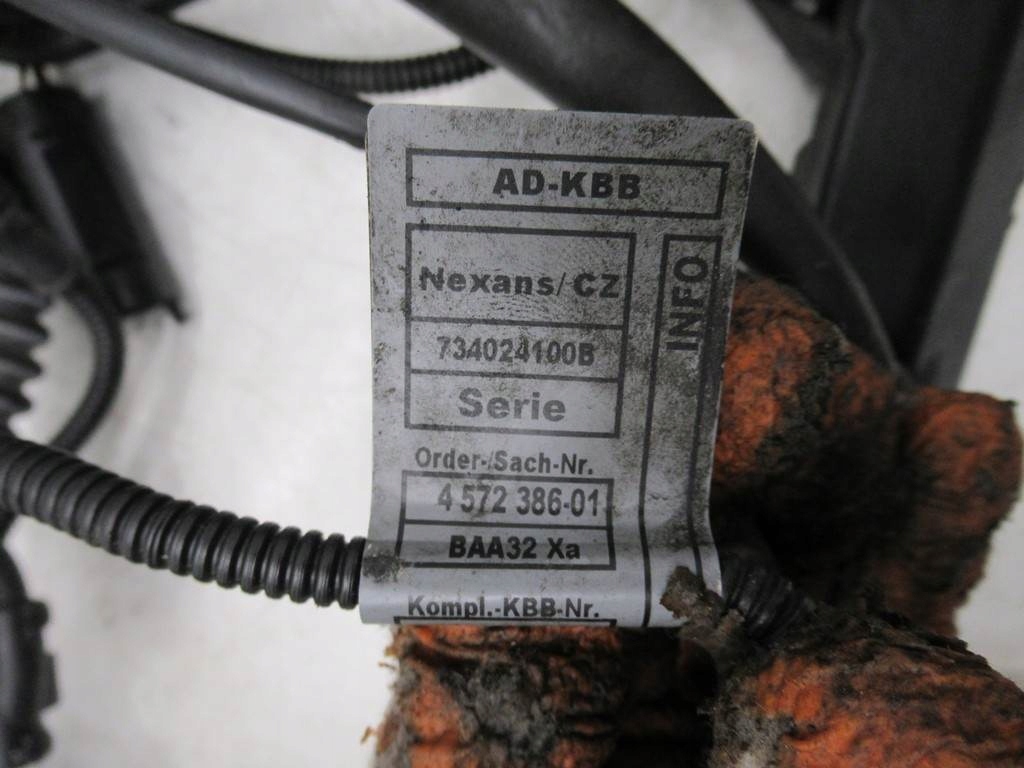 AD-KBB
Nexans/ CZ
734024100B
Serie
INFO
Order-/Sach-Nr.
4 572 386-01
BAA32 Xa
Kompl.-KBB-Nr.